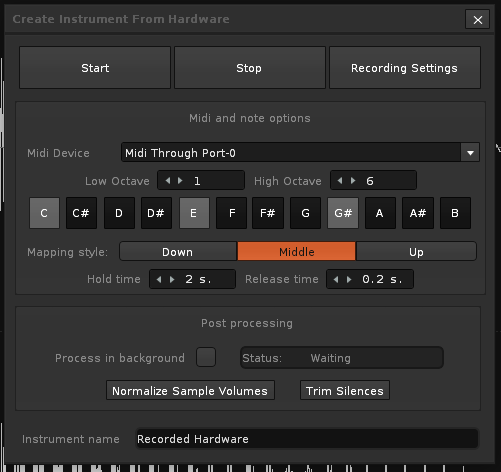 Create Instrument From Hardware
Start Stop Recording Settings
Midi and note options
Midi Device Midi Through Port-0
Low Octave 1 High Octave 6
C C# D D# E F F# G G# A A# B
Mapping style: Down Middle Up
Hold time 2 s. Release time 0.2 s.
Post processing
Process in background Status: Waiting
Normalize Sample Volumes Trim Silences
Instrument name Recorded Hardware